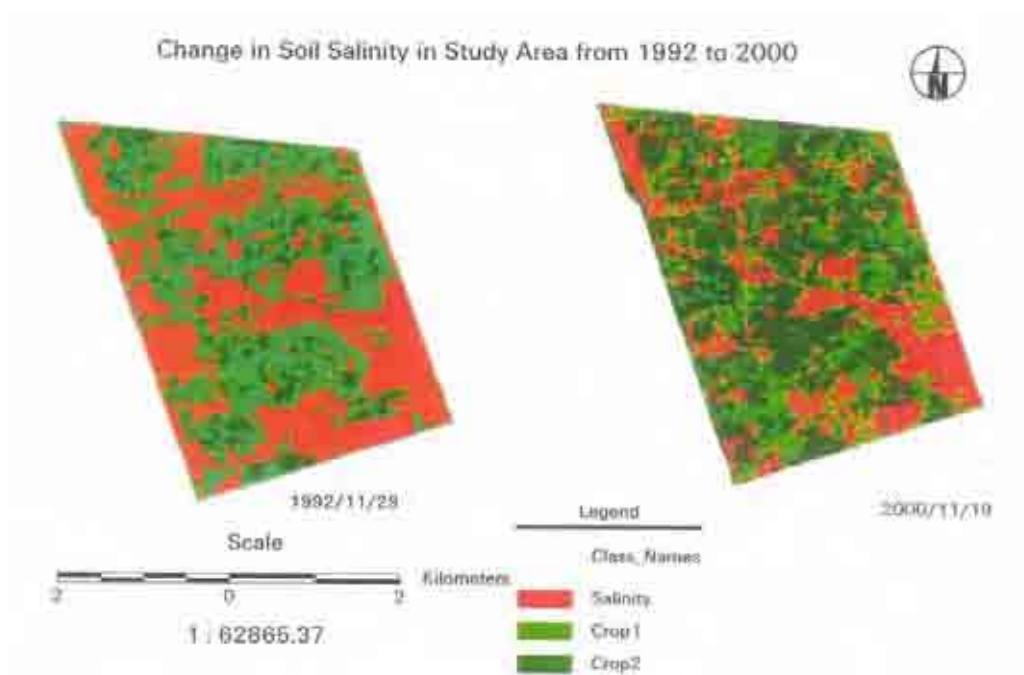 Change in Soil Salinity in Study Area from 1992 to 2000
N
1992/11/29
2000/11/19
Scale
Kilometers
2 0 2
1 : 62865.37
Legend
Class_Names
Salinity
Crop1
Crop2